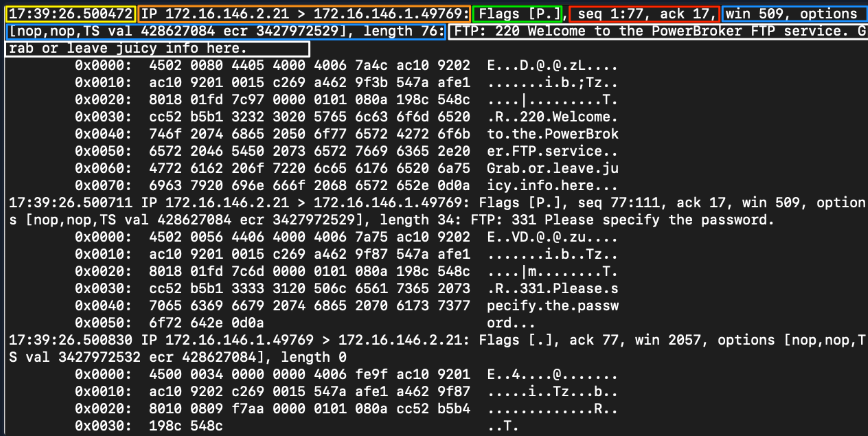 17:39:26.500472 IP 172.16.146.2.21 > 172.16.146.1.49769: Flags [P.], seq 1:77, ack 17, win 509, options
[nop,nop,TS val 428627084 ecr 3427972529], length 76: FTP: 220 Welcome to the PowerBroker FTP service. G
rab or leave juicy info here.
0x0000: 4502 0080 4405 4000 4006 7a4c ac10 9202 E...D.@.@.zL....
0x0010: ac10 9201 0015 c269 a462 9f3b 547a afe1 .......i.b.;Tz..
0x0020: 8018 01fd 7c97 0000 0101 080a 198c 548c ....|.........T.
0x0030: cc52 b5b1 3232 3020 5765 6c63 6f6d 6520 .R..220.Welcome.
0x0040: 746f 2074 6865 2050 6f77 6572 4272 6f6b to.the.PowerBrok
0x0050: 6572 2046 5450 2073 6572 7669 6365 2e20 er.FTP.service..
0x0060: 4772 6162 206f 7220 6c65 6176 6520 6a75 Grab.or.leave.ju
0x0070: 6963 7920 696e 666f 2068 6572 652e 0d0a icy.info.here...
17:39:26.500711 IP 172.16.146.2.21 > 172.16.146.1.49769: Flags [P.], seq 77:111, ack 17, win 509, option
s [nop,nop,TS val 428627084 ecr 3427972529], length 34: FTP: 331 Please specify the password.
0x0000: 4502 0056 4406 4000 4006 7a75 ac10 9202 E..VD.@.@.zu....
0x0010: ac10 9201 0015 c269 a462 9f87 547a afe1 .......i.b..Tz..
0x0020: 8018 01fd 7c6d 0000 0101 080a 198c 548c ....|m........T.
0x0030: cc52 b5b1 3333 3120 506c 6561 7365 2073 .R..331.Please.s
0x0040: 7065 6369 6679 2074 6865 2070 6173 7377 pecify.the.passw
0x0050: 6f72 642e 0d0a ord...
17:39:26.500830 IP 172.16.146.1.49769 > 172.16.146.2.21: Flags [.], ack 77, win 2057, options [nop,nop,T
S val 3427972532 ecr 428627084], length 0
0x0000: 4500 0034 0000 4000 4006 fe9f ac10 9201 E..4....@.......
0x0010: ac10 9202 c269 0015 547a afe1 a462 9f87 .....i..Tz...b..
0x0020: 8010 0809 f7aa 0000 0101 080a cc52 b5b4 .............R..
0x0030: 198c 548c ..T.